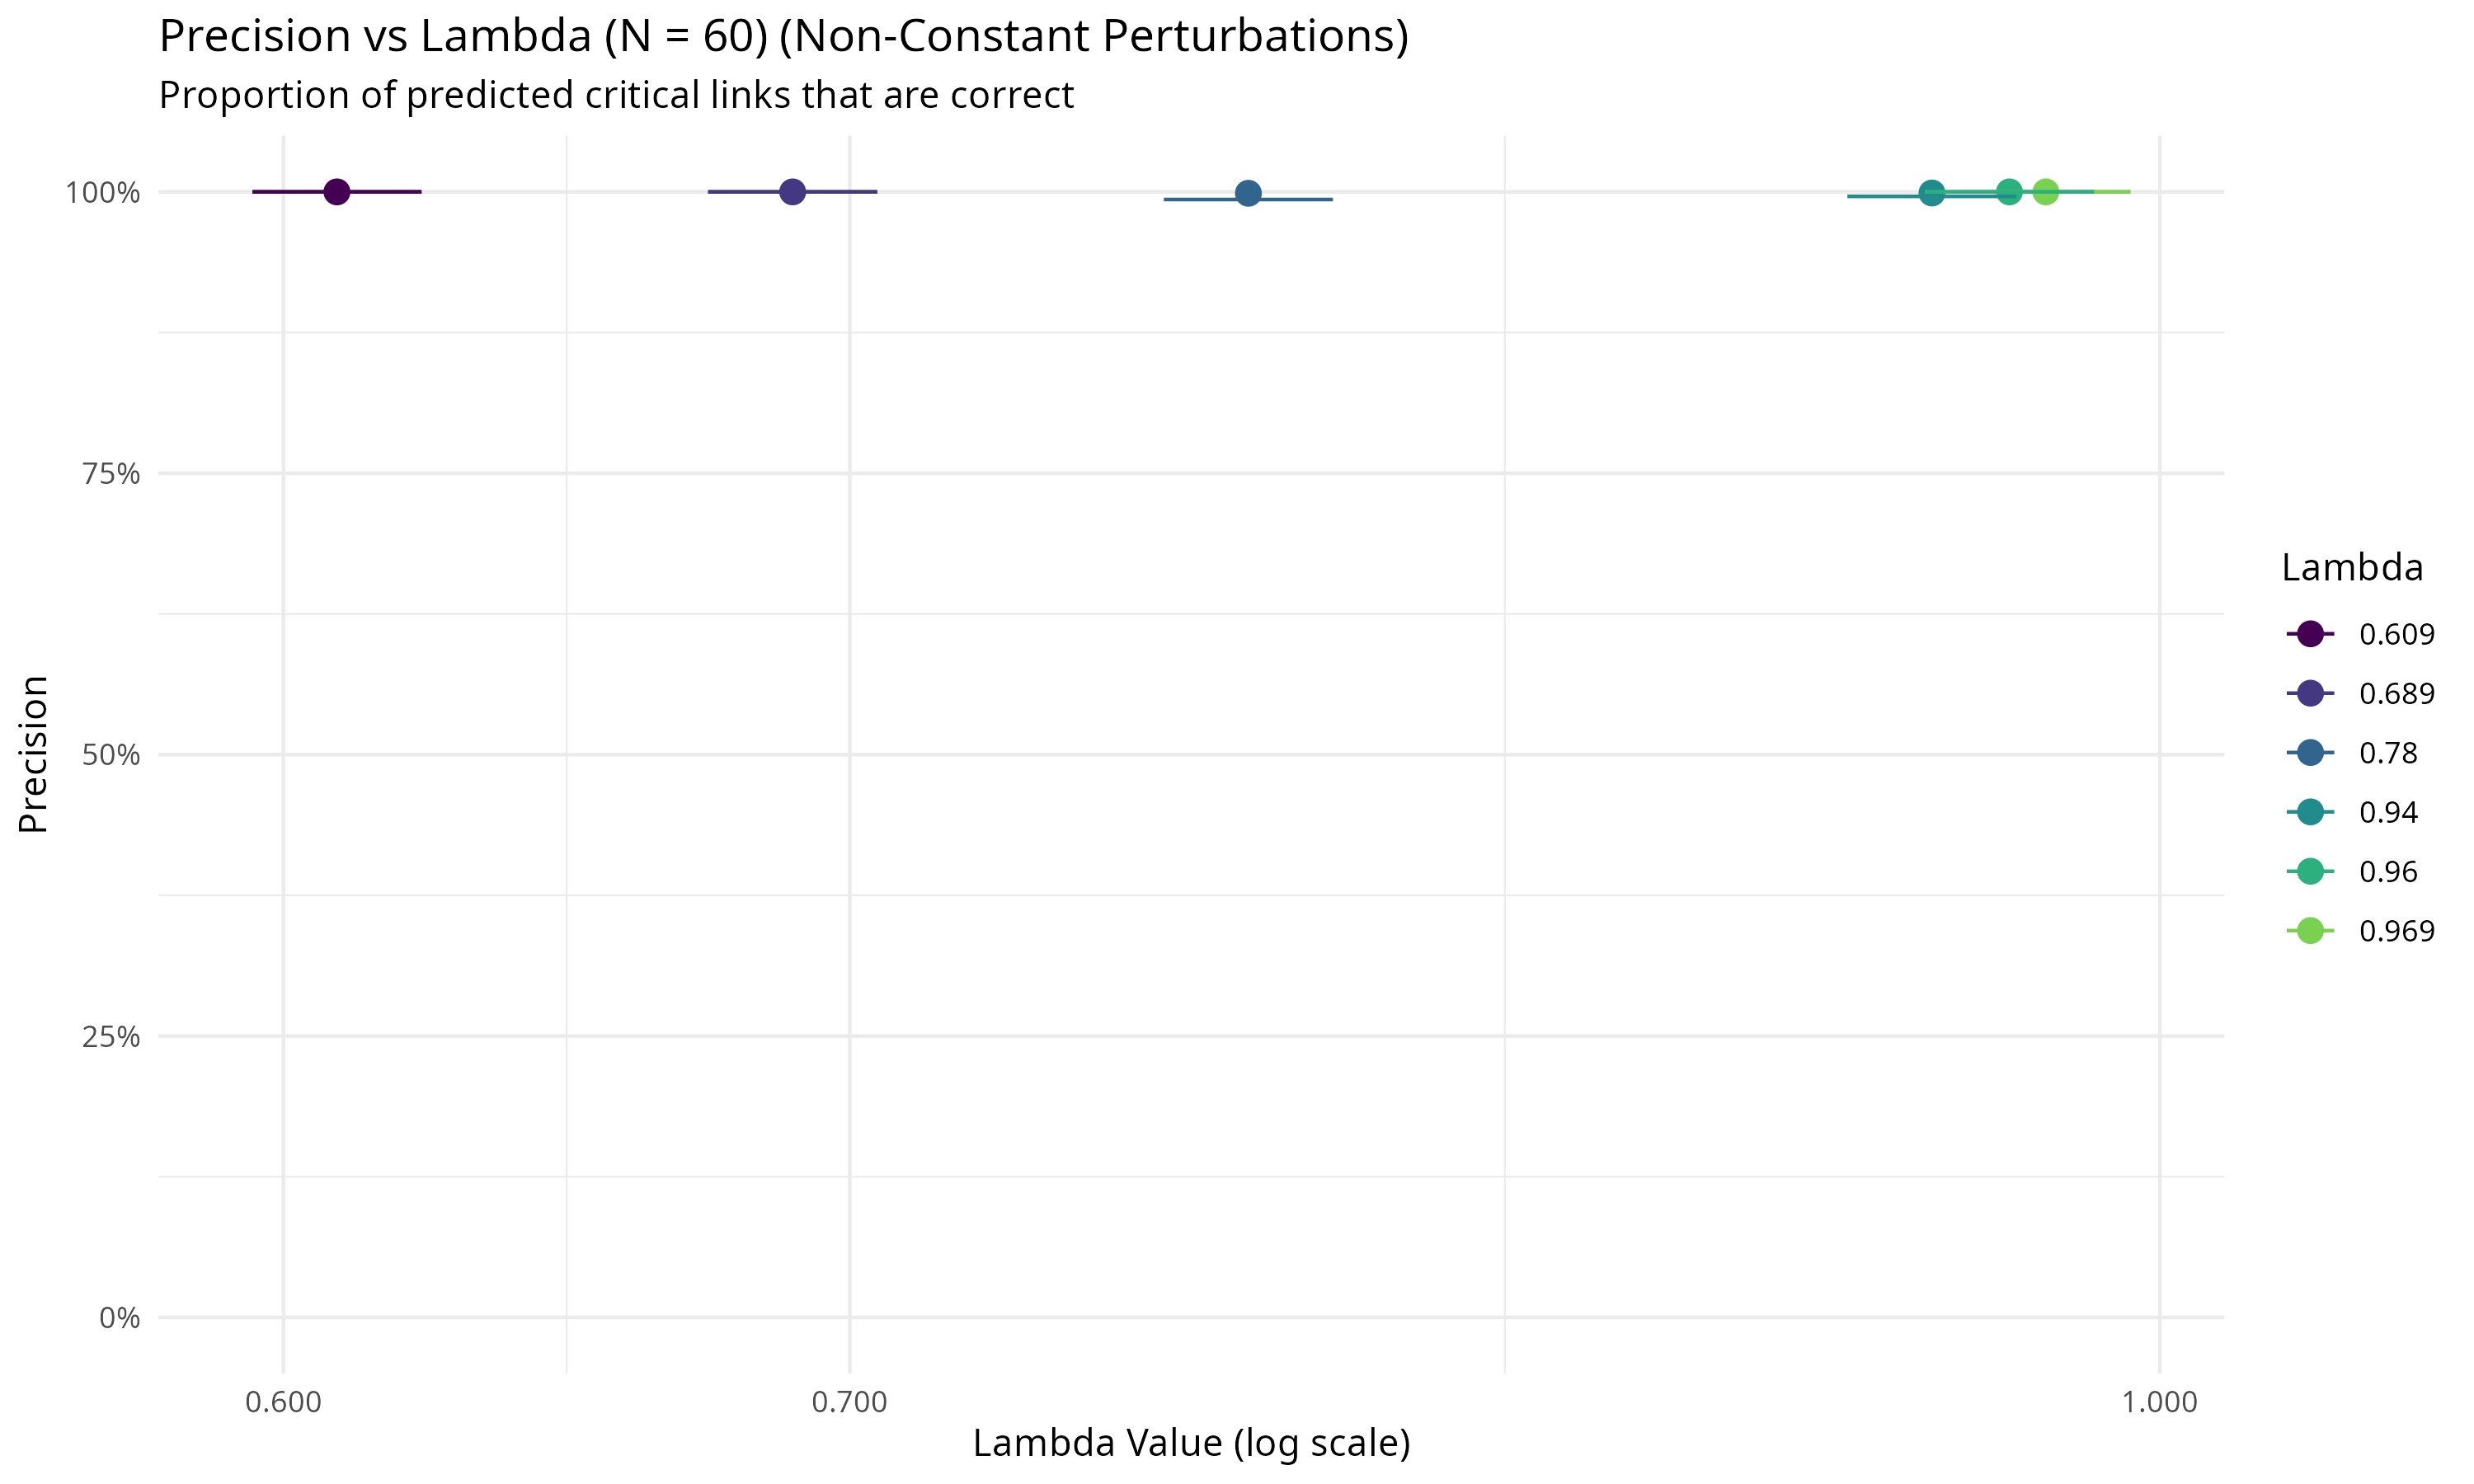 Precision vs Lambda (N = 60) (Non-Constant Perturbations)
Proportion of predicted critical links that are correct
100%
75%
50%
25%
0%
Precision
0.600
0.700
1.000
Lambda Value (log scale)
Lambda
0.609
0.689
0.78
0.94
0.96
0.969